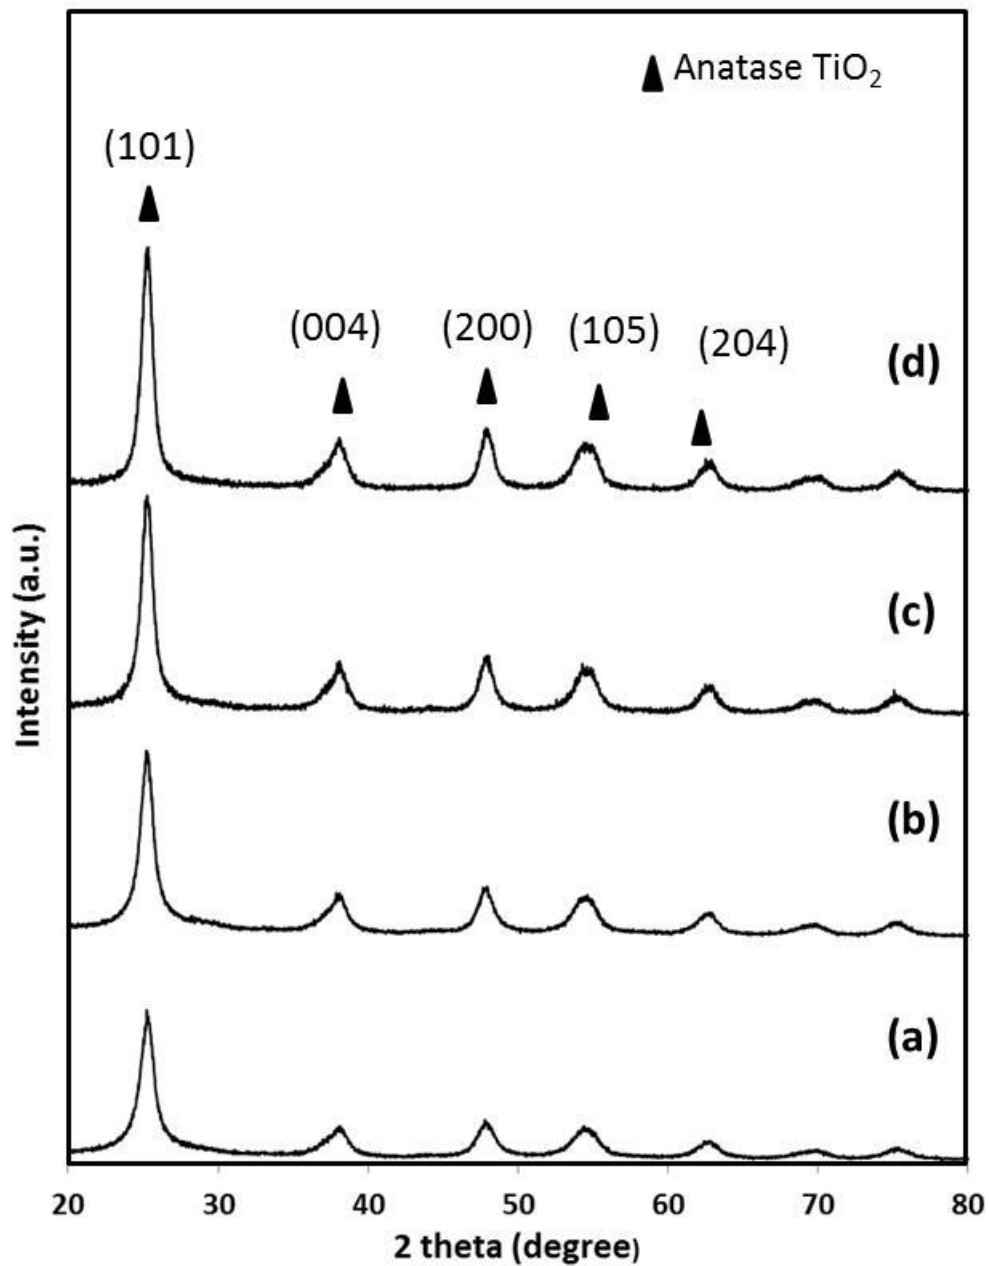 Anatase TiO₂
(101)
(004)
(200)
(105)
(204)
(d)
(c)
(b)
(a)
Intensity (a.u.)
20 30 40 50 60 70 80
2 theta (degree)